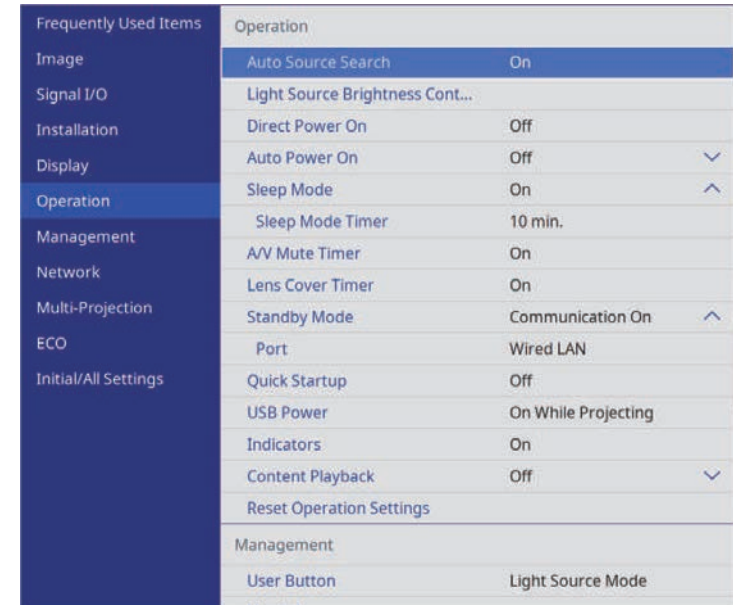 Frequently Used Items
Image
Signal I/O
Installation
Display
Operation
Management
Network
Multi-Projection
ECO
Initial/All Settings
Operation
Auto Source Search On
Light Source Brightness Cont...
Direct Power On Off
Auto Power On Off
Sleep Mode On
Sleep Mode Timer 10 min.
A/V Mute Timer On
Lens Cover Timer On
Standby Mode Communication On
Port Wired LAN
Quick Startup Off
USB Power On While Projecting
Indicators On
Content Playback Off
Reset Operation Settings
Management
User Button Light Source Mode